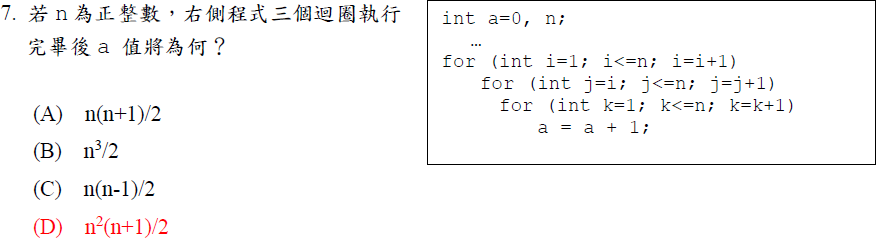 7. 若 n 為正整數，右側程式三個迴圈執行
完畢後 a 值將為何？
(A) n(n+1)/2
(B) n³/2
(C) n(n-1)/2
(D) n²(n+1)/2
int a=0, n;
…
for (int i=1; i<=n; i=i+1)
for (int j=i; j<=n; j=j+1)
for (int k=1; k<=n; k=k+1)
a = a + 1;